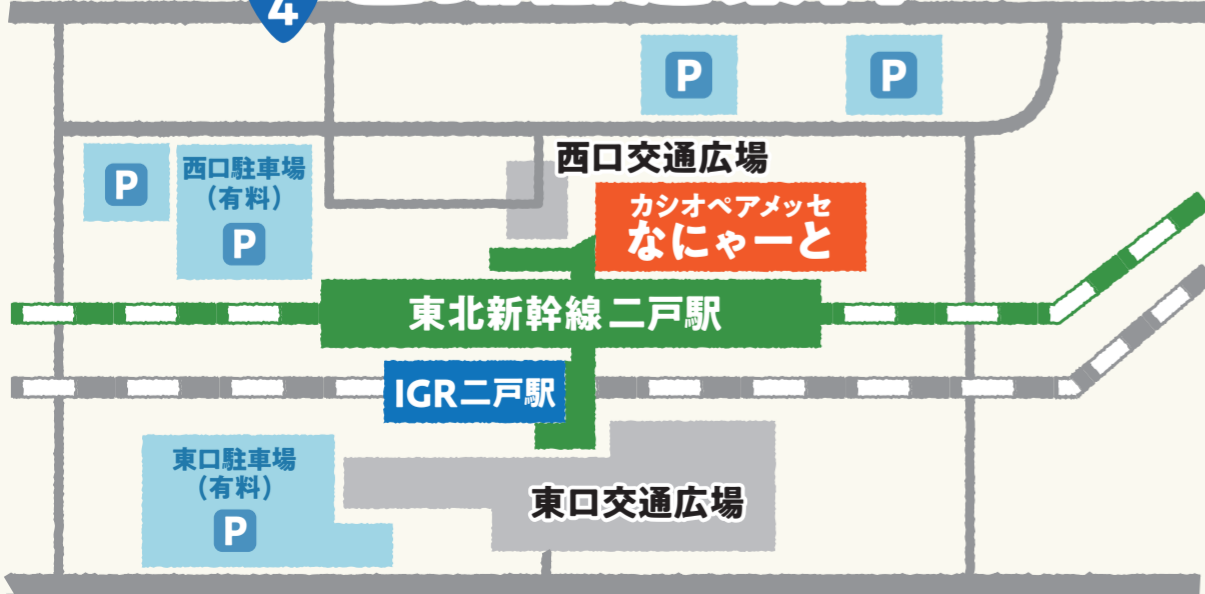 4
P
P
西口交通広場
P
西口駐車場
(有料)
P
カシオペアメッセ
なにゃーと
東北新幹線 二戸駅
IGR二戸駅
東口駐車場
(有料)
P
東口交通広場